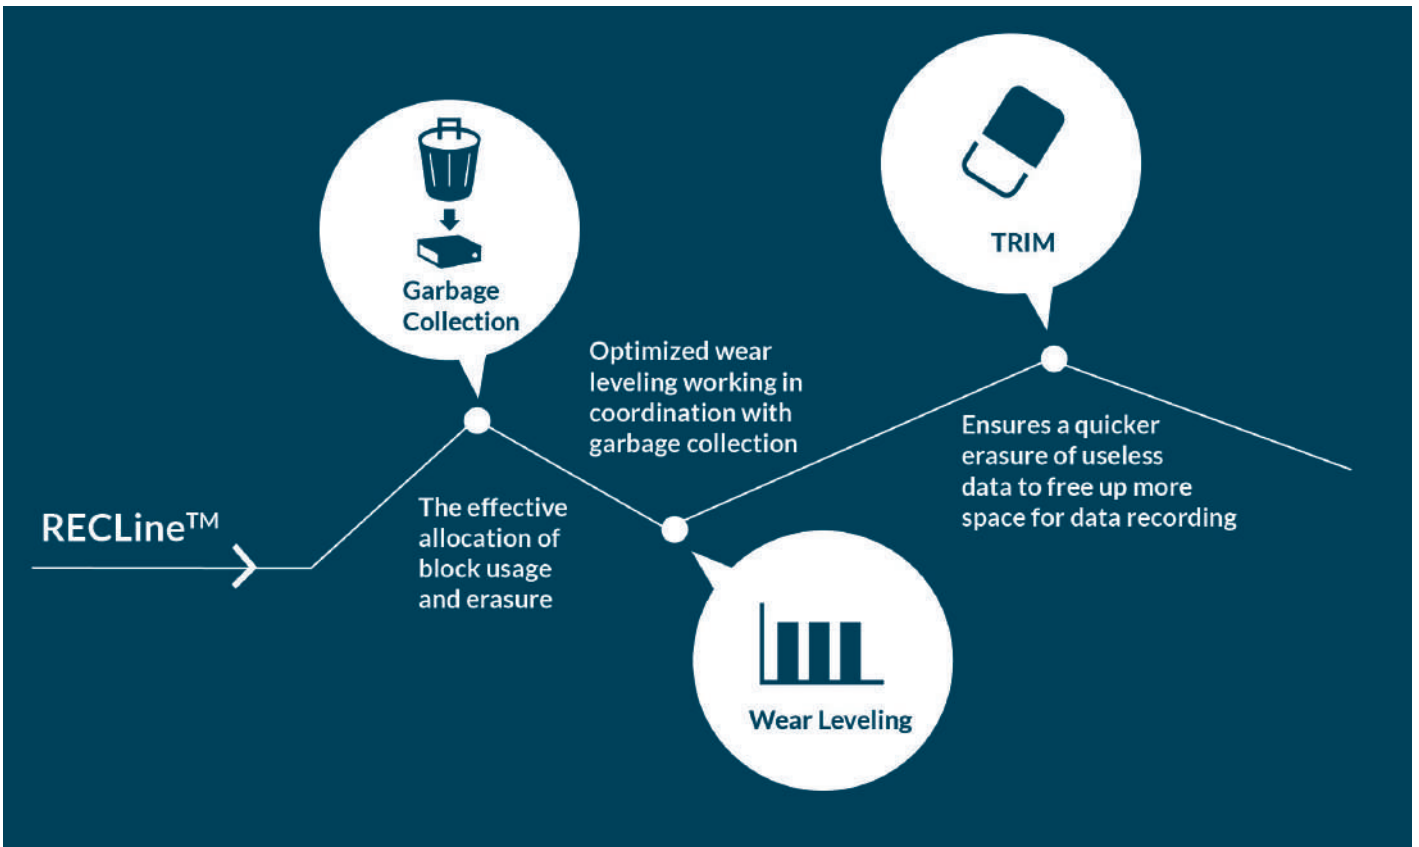 RECLine™
Garbage
Collection
The effective
allocation of
block usage
and erasure
Optimized wear
leveling working in
coordination with
garbage collection
Wear Leveling
TRIM
Ensures a quicker
erasure of useless
data to free up more
space for data recording